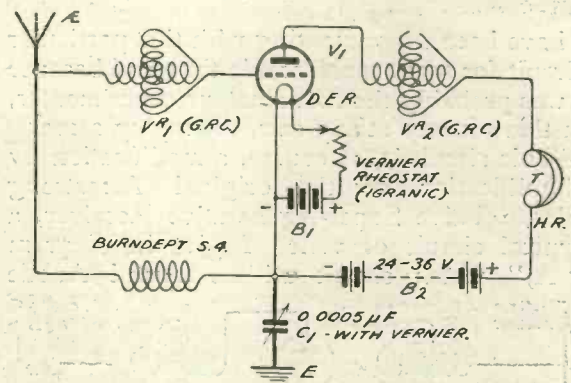 Æ
V₁
D.E.R.
Vᴿ₁ (G.R.C.)
Vᴿ₂ (G.R.C)
-
VERNIER
RHEOSTAT
(IGRANIC)
- +
B₁
T
H.R.
BURNDEPT S.4.
- 24-36 V. +
B₂
0.0005 µF
C₁ - WITH VERNIER.
E